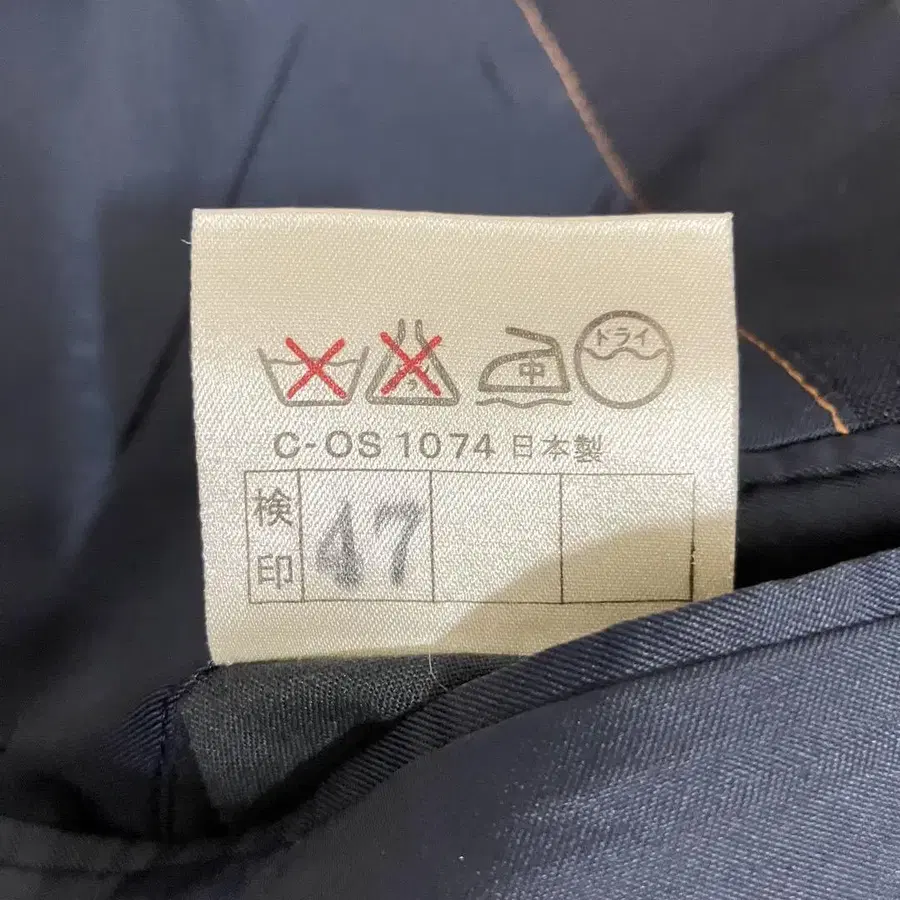 中 ドライ
C-OS 1074 日本製
検印 47